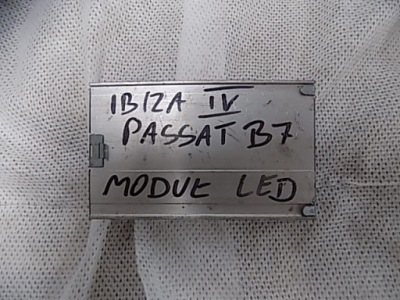 IBIZA IV
PASSAT B7
MODUŁ LED